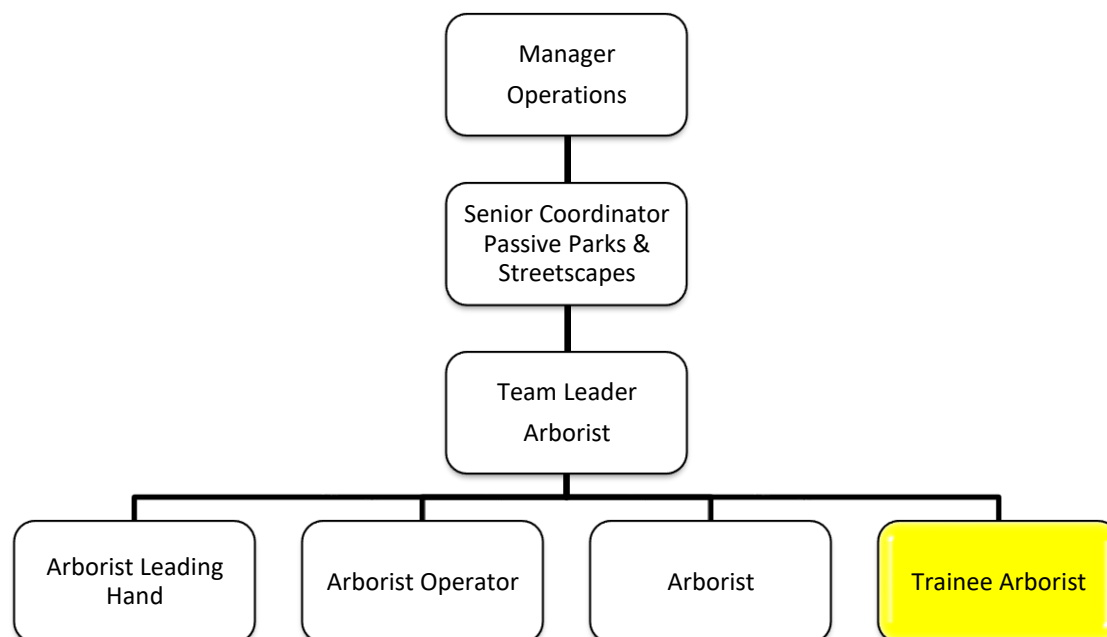 Manager
Operations
Senior Coordinator
Passive Parks &
Streetscapes
Team Leader
Arborist
Arborist Leading
Hand
Arborist Operator
Arborist
Trainee Arborist